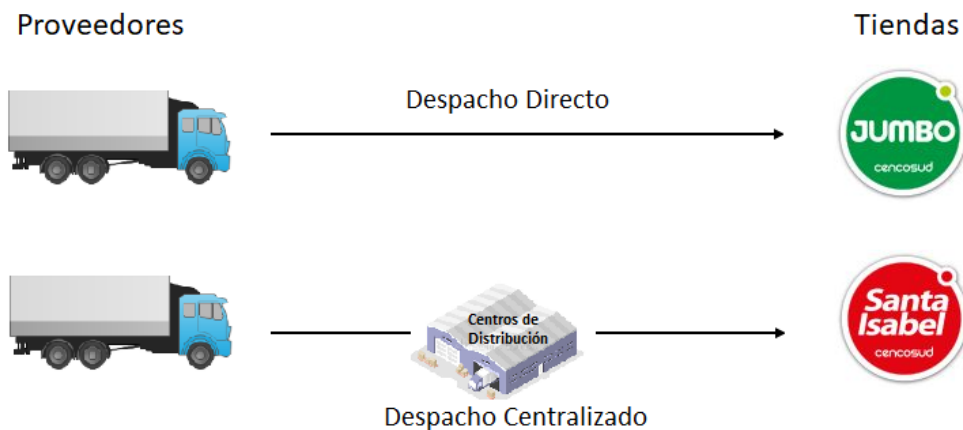 Proveedores
Tiendas
Despacho Directo
JUMBO
cencosud
Centros de
Distribución
Santa
Isabel
cencosud
Despacho Centralizado